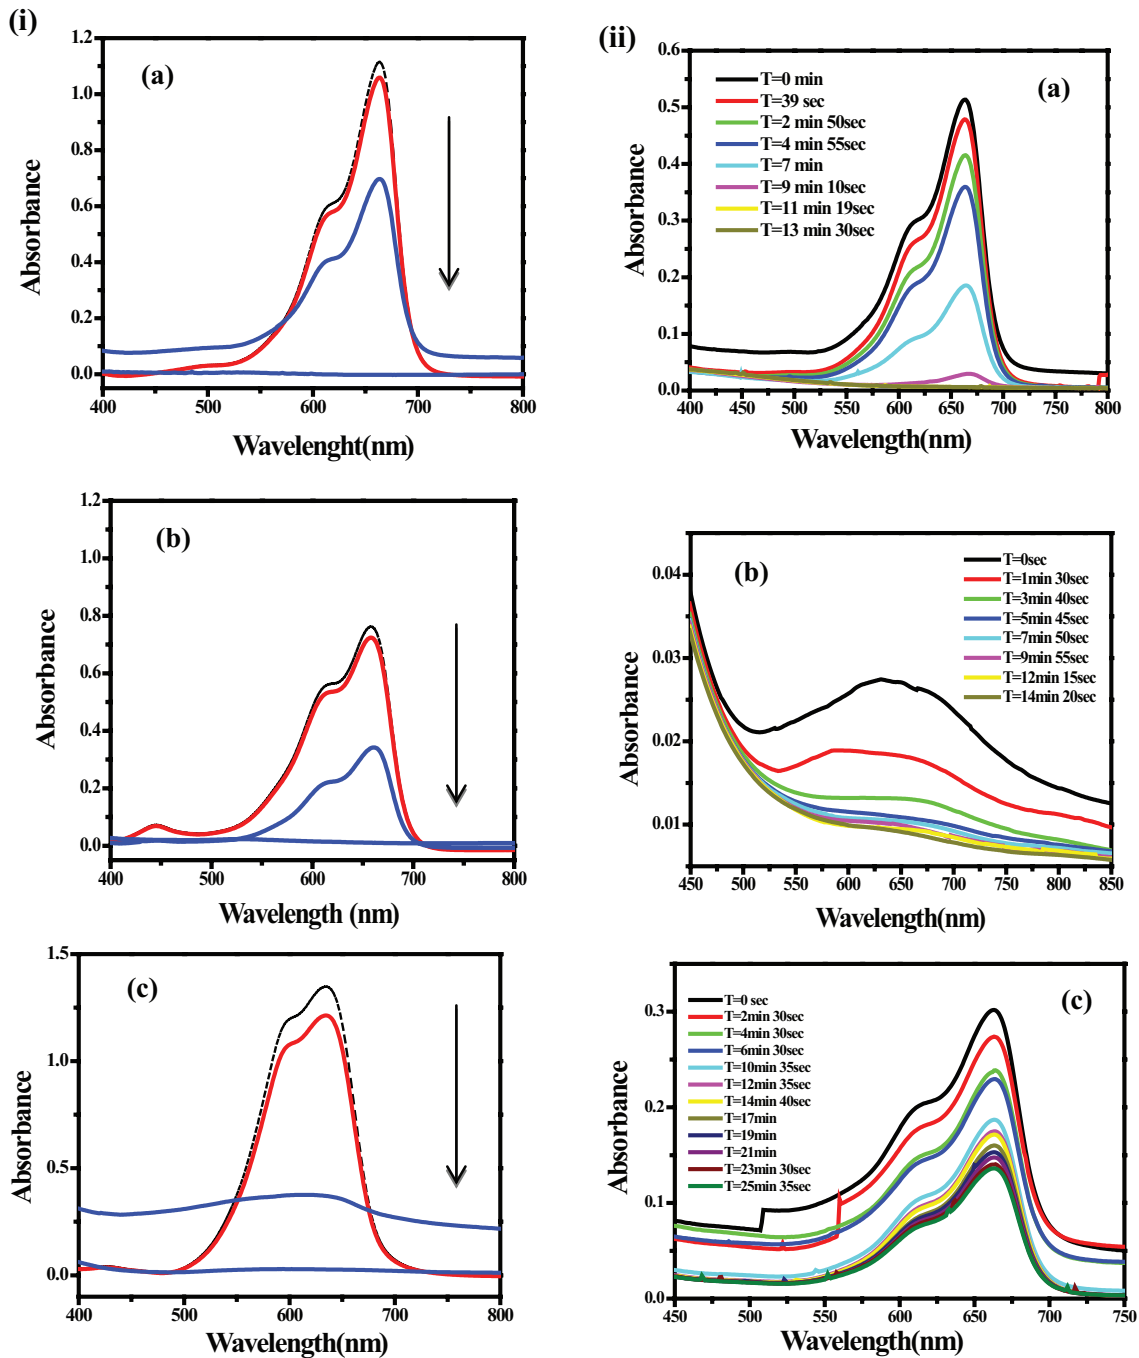 (i)
(a)
1.2
1.0
0.8
0.6
0.4
0.2
0.0
Absorbance
400 500 600 700 800
Wavelenght(nm)
(b)
1.2
1.0
0.8
0.6
0.4
0.2
0.0
Absorbance
400 500 600 700 800
Wavelength (nm)
(c)
1.5
1.0
0.5
0.0
Absorbance
400 500 600 700 800
Wavelength(nm)
(ii)
(a)
0.6
0.5
0.4
0.3
0.2
0.1
0.0
Absorbance
T=0 min
T=39 sec
T=2 min 50sec
T=4 min 55sec
T=7 min
T=9 min 10sec
T=11 min 19sec
T=13 min 30sec
400 450 500 550 600 650 700 750 800
Wavelength(nm)
(b)
0.04
0.03
0.02
0.01
Absorbance
T=0sec
T=1min 30sec
T=3min 40sec
T=5min 45sec
T=7min 50sec
T=9min 55sec
T=12min 15sec
T=14min 20sec
450 500 550 600 650 700 750 800 850
Wavelength(nm)
(c)
0.3
0.2
0.1
0.0
Absorbance
T=0 sec
T=2min 30sec
T=4min 30sec
T=6min 30sec
T=10min 35sec
T=12min 35sec
T=14min 40sec
T=17min
T=19min
T=21min
T=23min 30sec
T=25min 35sec
450 500 550 600 650 700 750
Wavelength(nm)